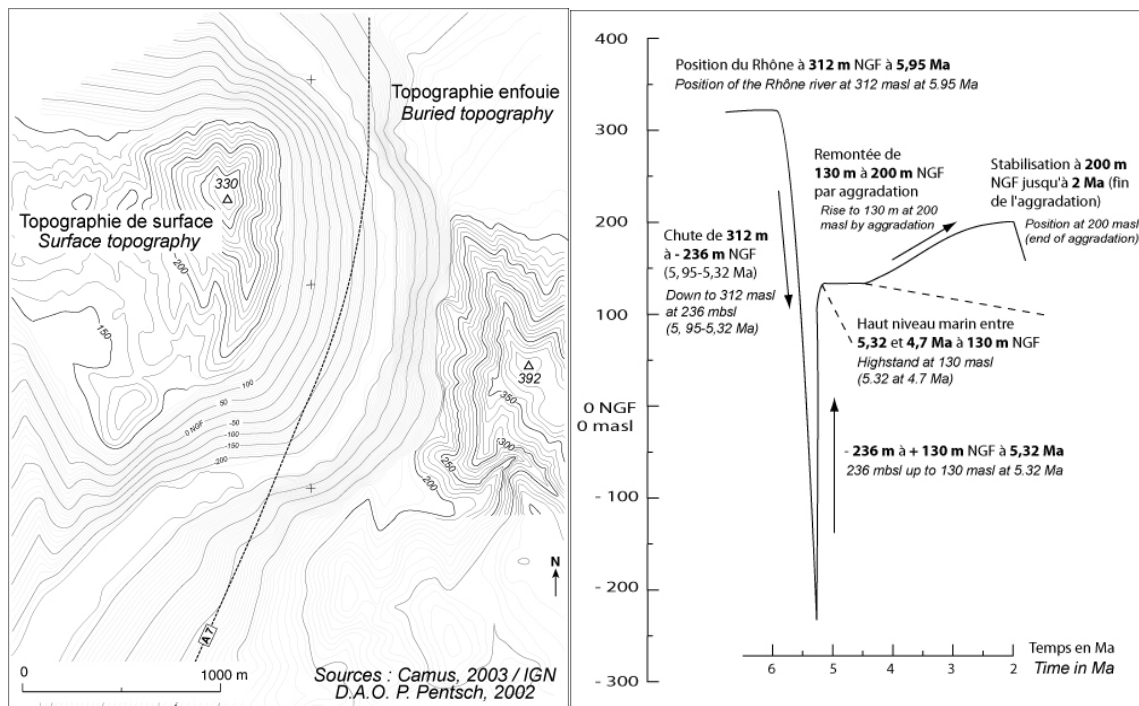 Topographie enfouie
Buried topography
330
Topographie de surface
Surface topography
200
150
392
350
300
250
200
100
50
0 NGF
-50
-100
-150
-200
N
A 7
0
1000 m
Sources : Camus, 2003 / IGN
D.A.O. P. Pentsch, 2002
400
300
200
100
0 NGF
0 masl
- 100
- 200
- 300
Position du Rhône à 312 m NGF à 5,95 Ma
Position of the Rhône river at 312 masl at 5.95 Ma
Remontée de
130 m à 200 m NGF
par aggradation
Rise to 130 m at 200
masl by aggradation
Stabilisation à 200 m
NGF jusqu'à 2 Ma (fin
de l'aggradation)
Position at 200 masl
(end of aggradation)
Chute de 312 m
à - 236 m NGF
(5, 95-5,32 Ma)
Down to 312 masl
at 236 mbsl
(5, 95-5,32 Ma)
Haut niveau marin entre
5,32 et 4,7 Ma à 130 m NGF
Highstand at 130 masl
(5.32 at 4.7 Ma)
- 236 m à + 130 m NGF à 5,32 Ma
236 mbsl up to 130 masl at 5.32 Ma
6 5 4 3 2
Temps en Ma
Time in Ma